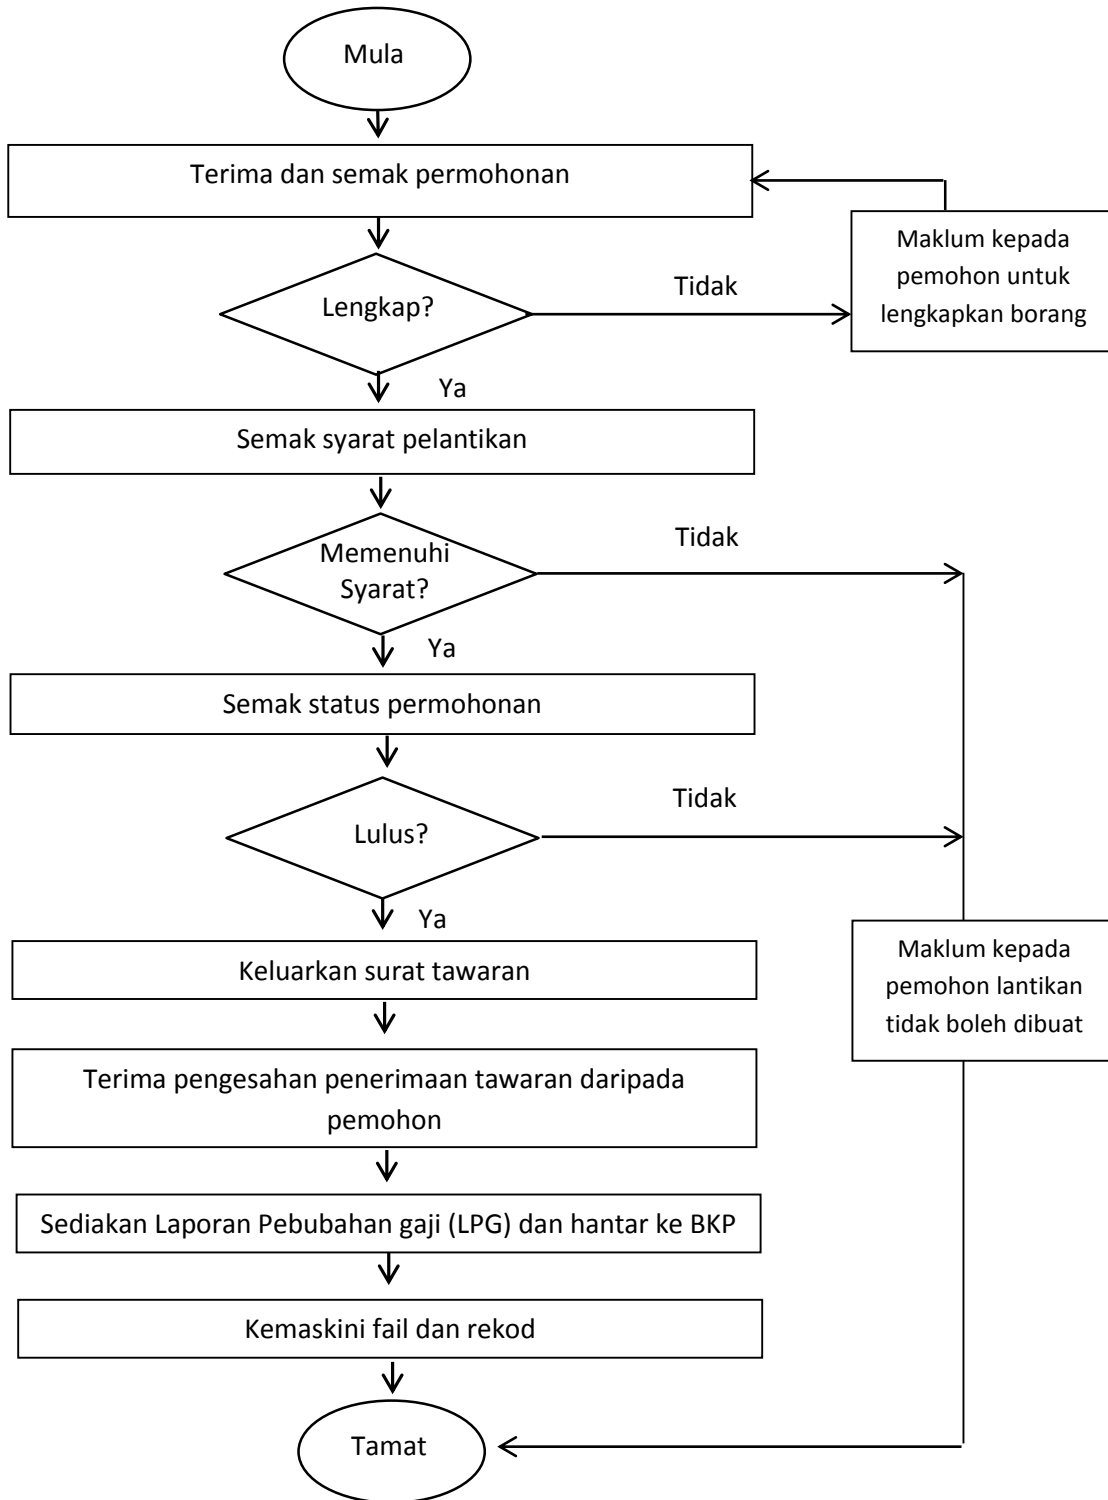 Mula
Terima dan semak permohonan
Maklum kepada
pemohon untuk
lengkapkan borang
Lengkap?
Tidak
Ya
Semak syarat pelantikan
Memenuhi
Syarat?
Tidak
Ya
Semak status permohonan
Lulus?
Tidak
Ya
Keluarkan surat tawaran
Maklum kepada
pemohon lantikan
tidak boleh dibuat
Terima pengesahan penerimaan tawaran daripada
pemohon
Sediakan Laporan Pebubahan gaji (LPG) dan hantar ke BKP
Kemaskini fail dan rekod
Tamat